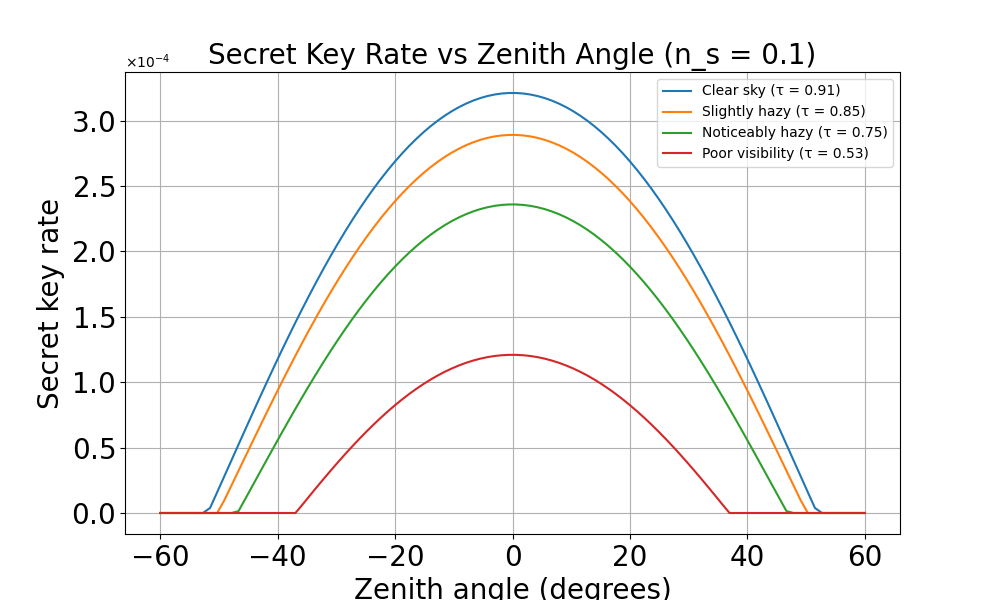 Secret Key Rate vs Zenith Angle (n_s = 0.1)
×10⁻⁴
Clear sky (τ = 0.91)
Slightly hazy (τ = 0.85)
Noticeably hazy (τ = 0.75)
Poor visibility (τ = 0.53)
Secret key rate
3.0
2.5
2.0
1.5
1.0
0.5
0.0
−60 −40 −20 0 20 40 60
Zenith angle (degrees)